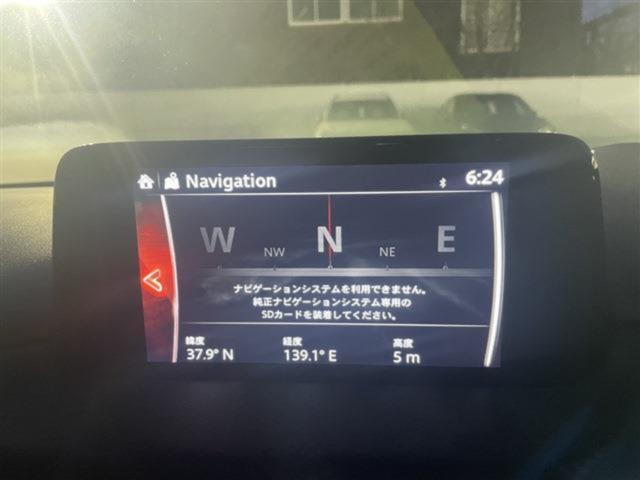 Navigation 6:24
W NW N NE E
ナビゲーションシステムを利用できません。
純正ナビゲーションシステム専用の
SDカードを装着してください。
緯度 経度 高度
37.9° N 139.1° E 5 m